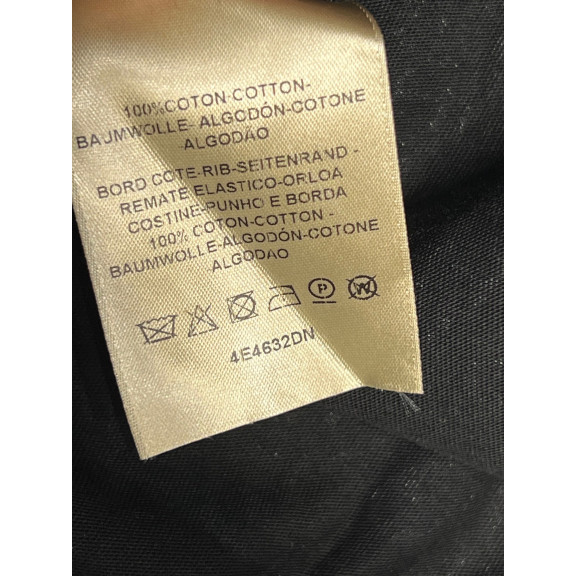 100%COTON-COTTON-
BAUMWOLLE-ALGODÓN-COTONE
ALGODAO
BORD COTE-RIB-SEITENRAND -
REMATE ELASTICO-ORLOA
COSTINE-PUNHO E BORDA
100% COTON-COTTON -
BAUMWOLLE-ALGODÓN-COTONE
ALGODAO
P
W
4E4632DN